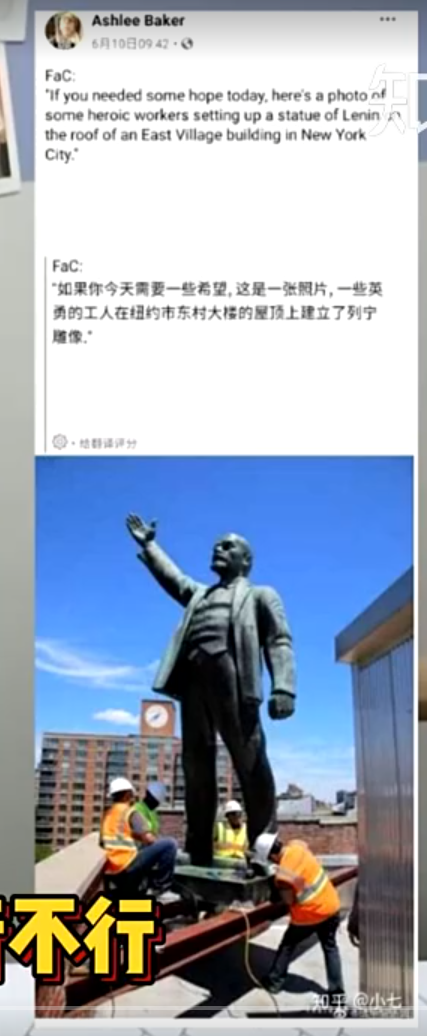 Ashlee Baker
6月10日09:42
FaC:
"If you needed some hope today, here's a photo of
some heroic workers setting up a statue of Lenin on
the roof of an East Village building in New York
City."
FaC:
"如果你今天需要一些希望, 这是一张照片, 一些英
勇的工人在纽约市东村大楼的屋顶上建立了列宁
雕像."
给翻译评分
不行
知乎 @小七